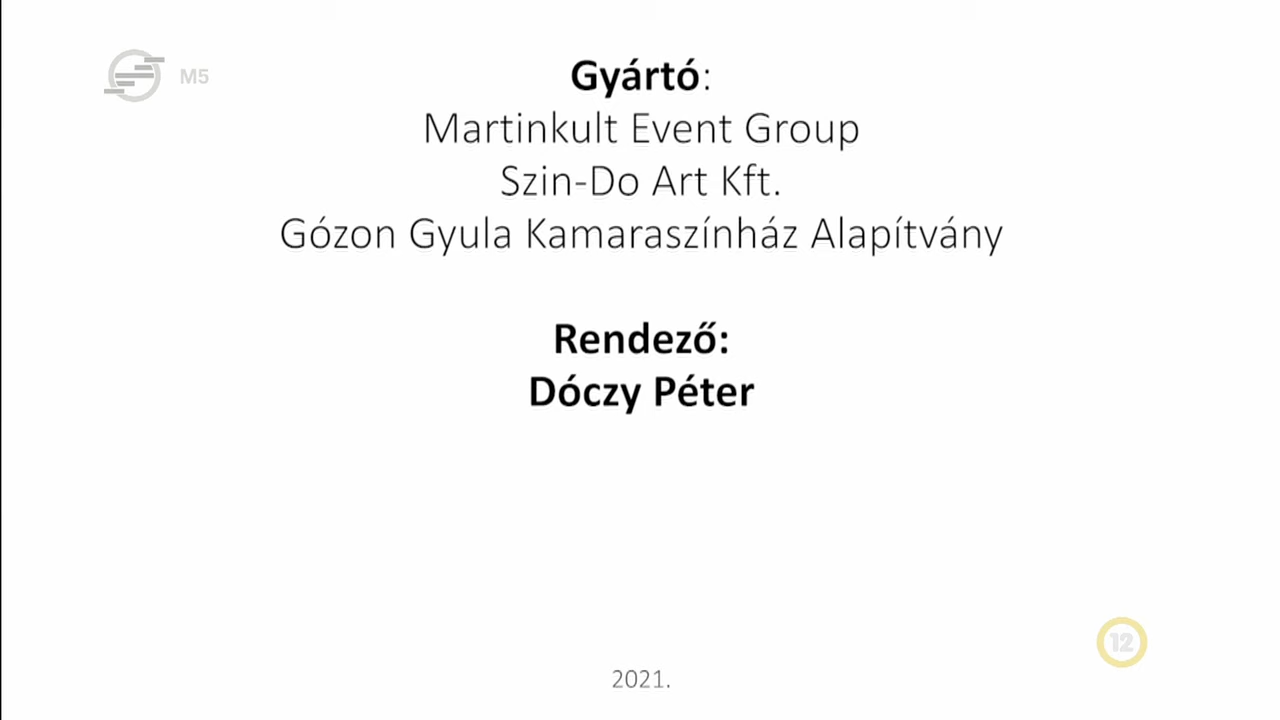 M5
Gyártó:
Martinkult Event Group
Szin-Do Art Kft.
Gózon Gyula Kamaraszínház Alapítvány
Rendező:
Dóczy Péter
12
2021.